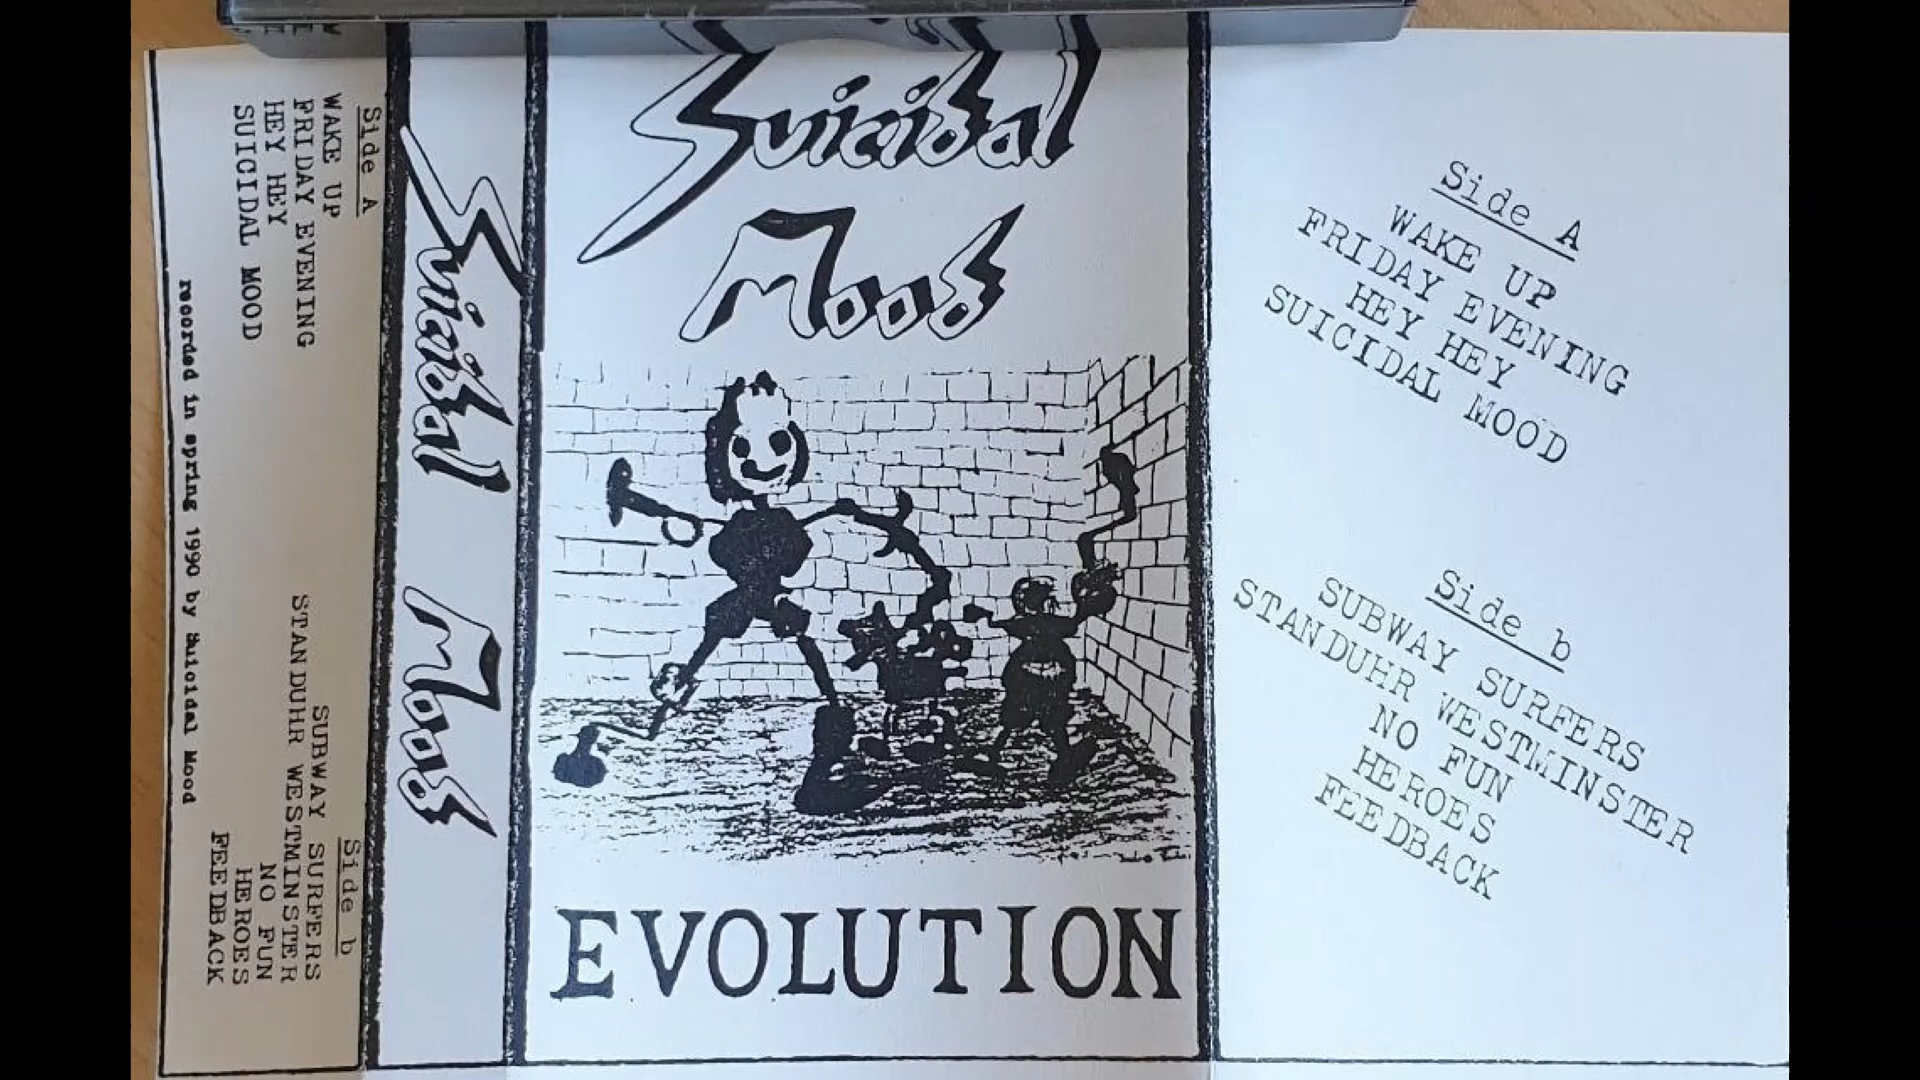 Side A
WAKE UP
FRIDAY EVENING
HEY HEY
SUICIDAL MOOD
Side b
SUBWAY SURFERS
STANDUHR WESTMINSTER
NO FUN
HEROES
FEEDBACK
recorded in spring 1990 by Suicidal Mood
Suicidal Mood
Suicidal
Mood
EVOLUTION
Side A
WAKE UP
FRIDAY EVENING
HEY HEY
SUICIDAL MOOD
Side b
SUBWAY SURFERS
STANDUHR WESTMINSTER
NO FUN
HEROES
FEEDBACK